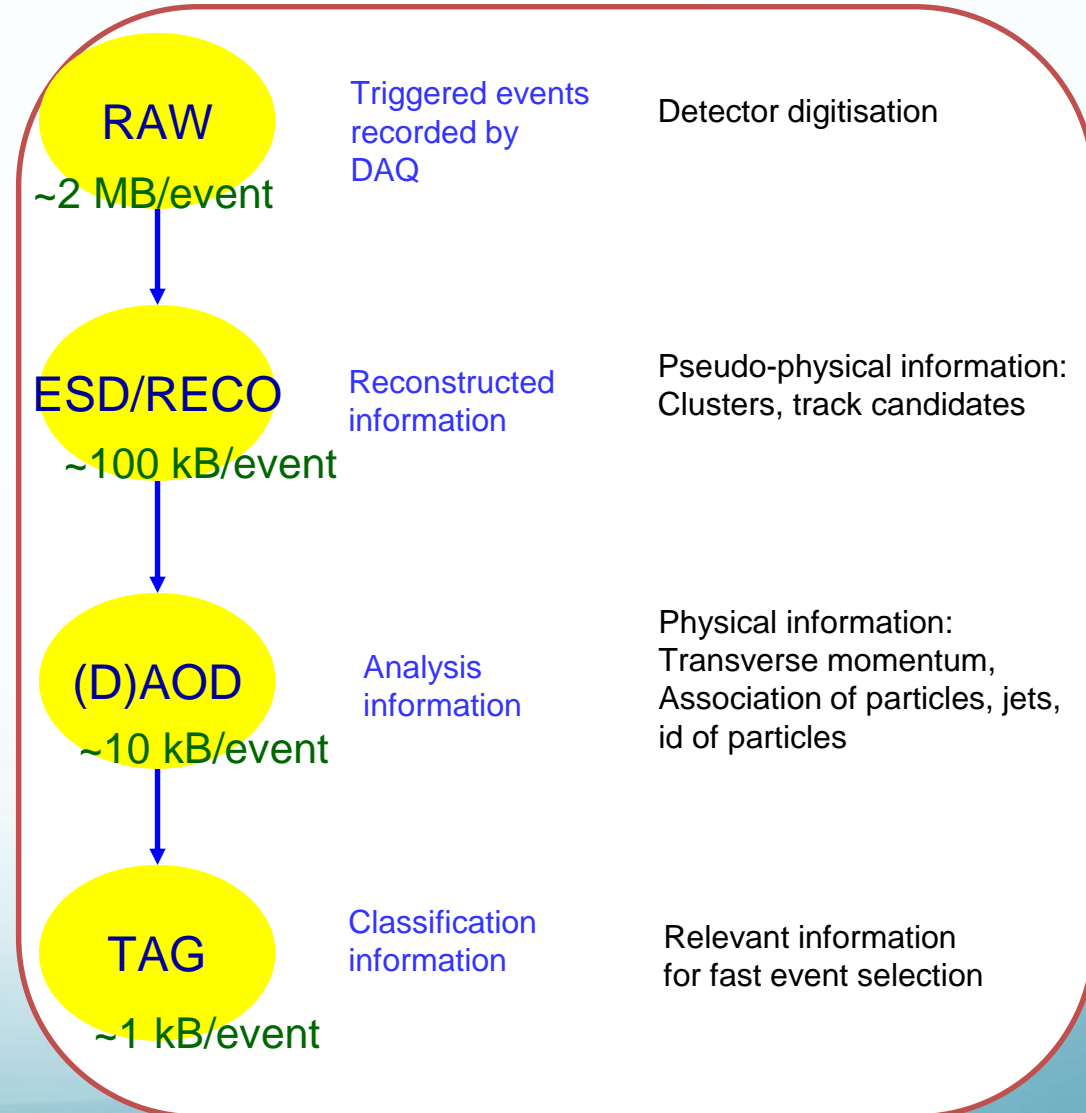 RAW
~2 MB/event
Triggered events
recorded by
DAQ
Detector digitisation
ESD/RECO
~100 kB/event
Reconstructed
information
Pseudo-physical information:
Clusters, track candidates
(D)AOD
~10 kB/event
Analysis
information
Physical information:
Transverse momentum,
Association of particles, jets,
id of particles
TAG
~1 kB/event
Classification
information
Relevant information
for fast event selection